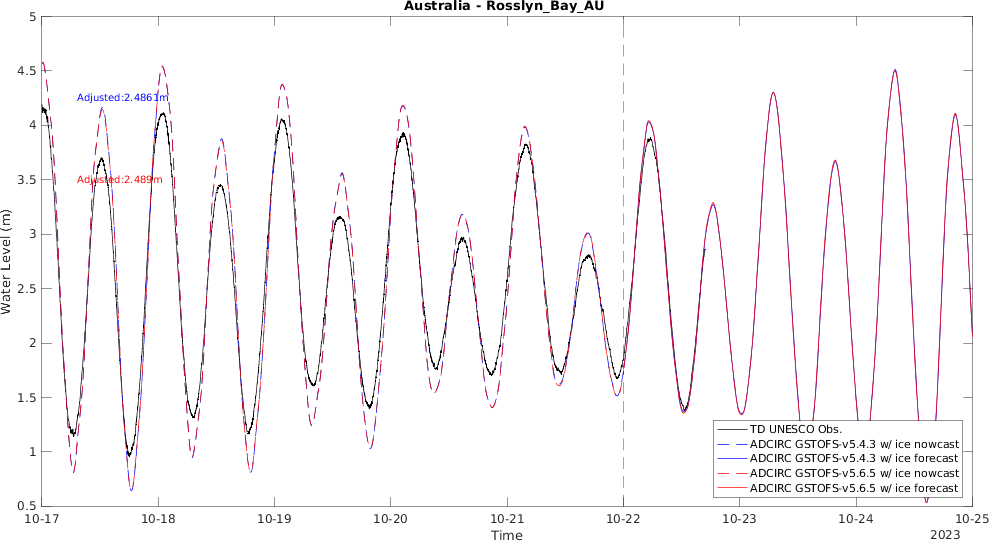 Australia - Rosslyn_Bay_AU
5
4.5
4
3.5
3
2.5
2
1.5
1
0.5
Water Level (m)
Adjusted:2.4861m
Adjusted:2.489m
TD UNESCO Obs.
ADCIRC GSTOFS-v5.4.3 w/ ice nowcast
ADCIRC GSTOFS-v5.4.3 w/ ice forecast
ADCIRC GSTOFS-v5.6.5 w/ ice nowcast
ADCIRC GSTOFS-v5.6.5 w/ ice forecast
10-17 10-18 10-19 10-20 10-21 10-22 10-23 10-24 10-25
Time
2023